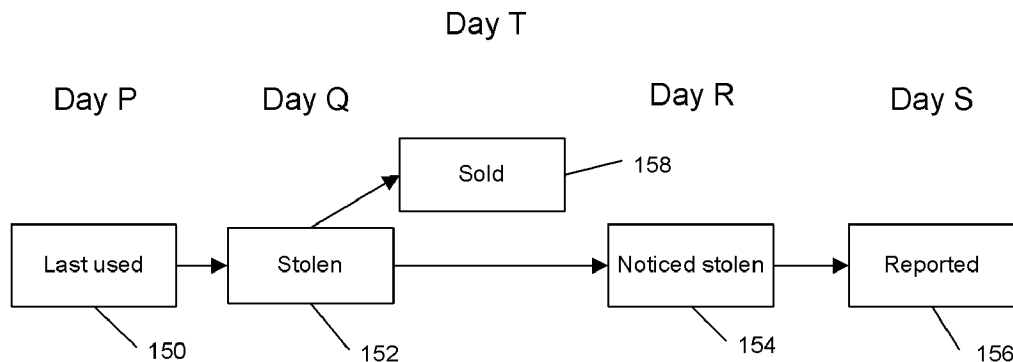 Day T
Day P
Day Q
Day R
Day S
Sold
158
Last used
Stolen
Noticed stolen
Reported
150
152
154
156